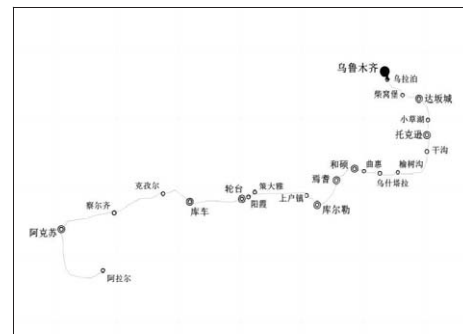 乌鲁木齐
乌拉泊
柴窝堡
达坂城
小草湖
托克逊
干沟
和硕
曲惠
榆树沟
乌什塔拉
焉耆
轮台
策大雅
上户镇
克孜尔
阳霞
库尔勒
察尔齐
库车
阿克苏
阿拉尔